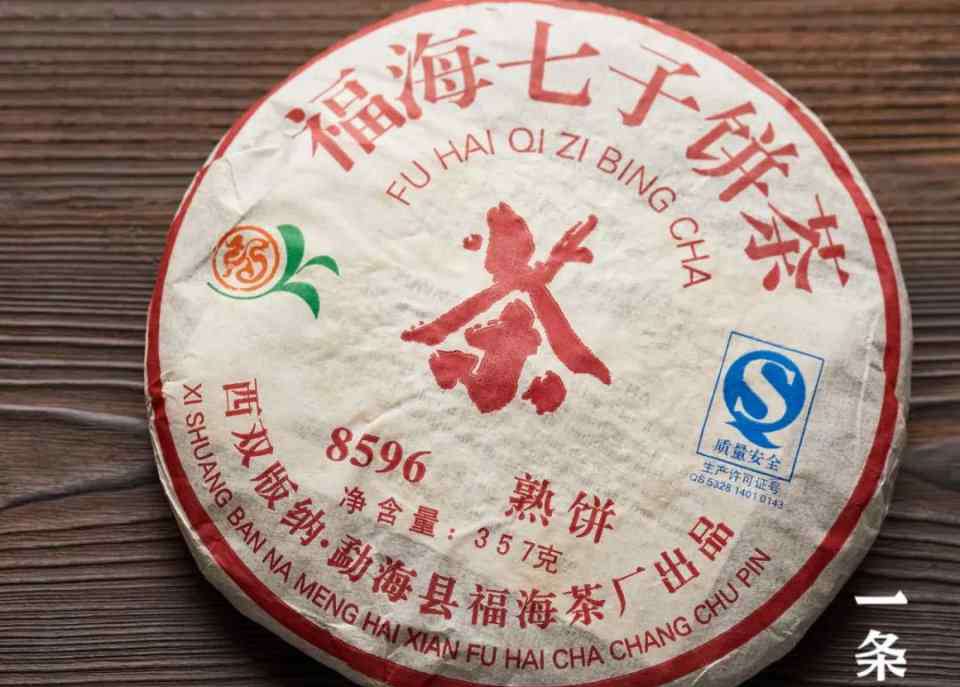 福海七子饼茶
FU HAI QI ZI BING CHA
茶
质量安全
生产许可证号
QS 5328 1401 0143
8596
熟饼
净含量：357克
西双版纳·勐海县福海茶厂出品
XI SHUANG BAN NA MENG HAI XIAN FU HAI CHA CHANG CHU PIN
一条